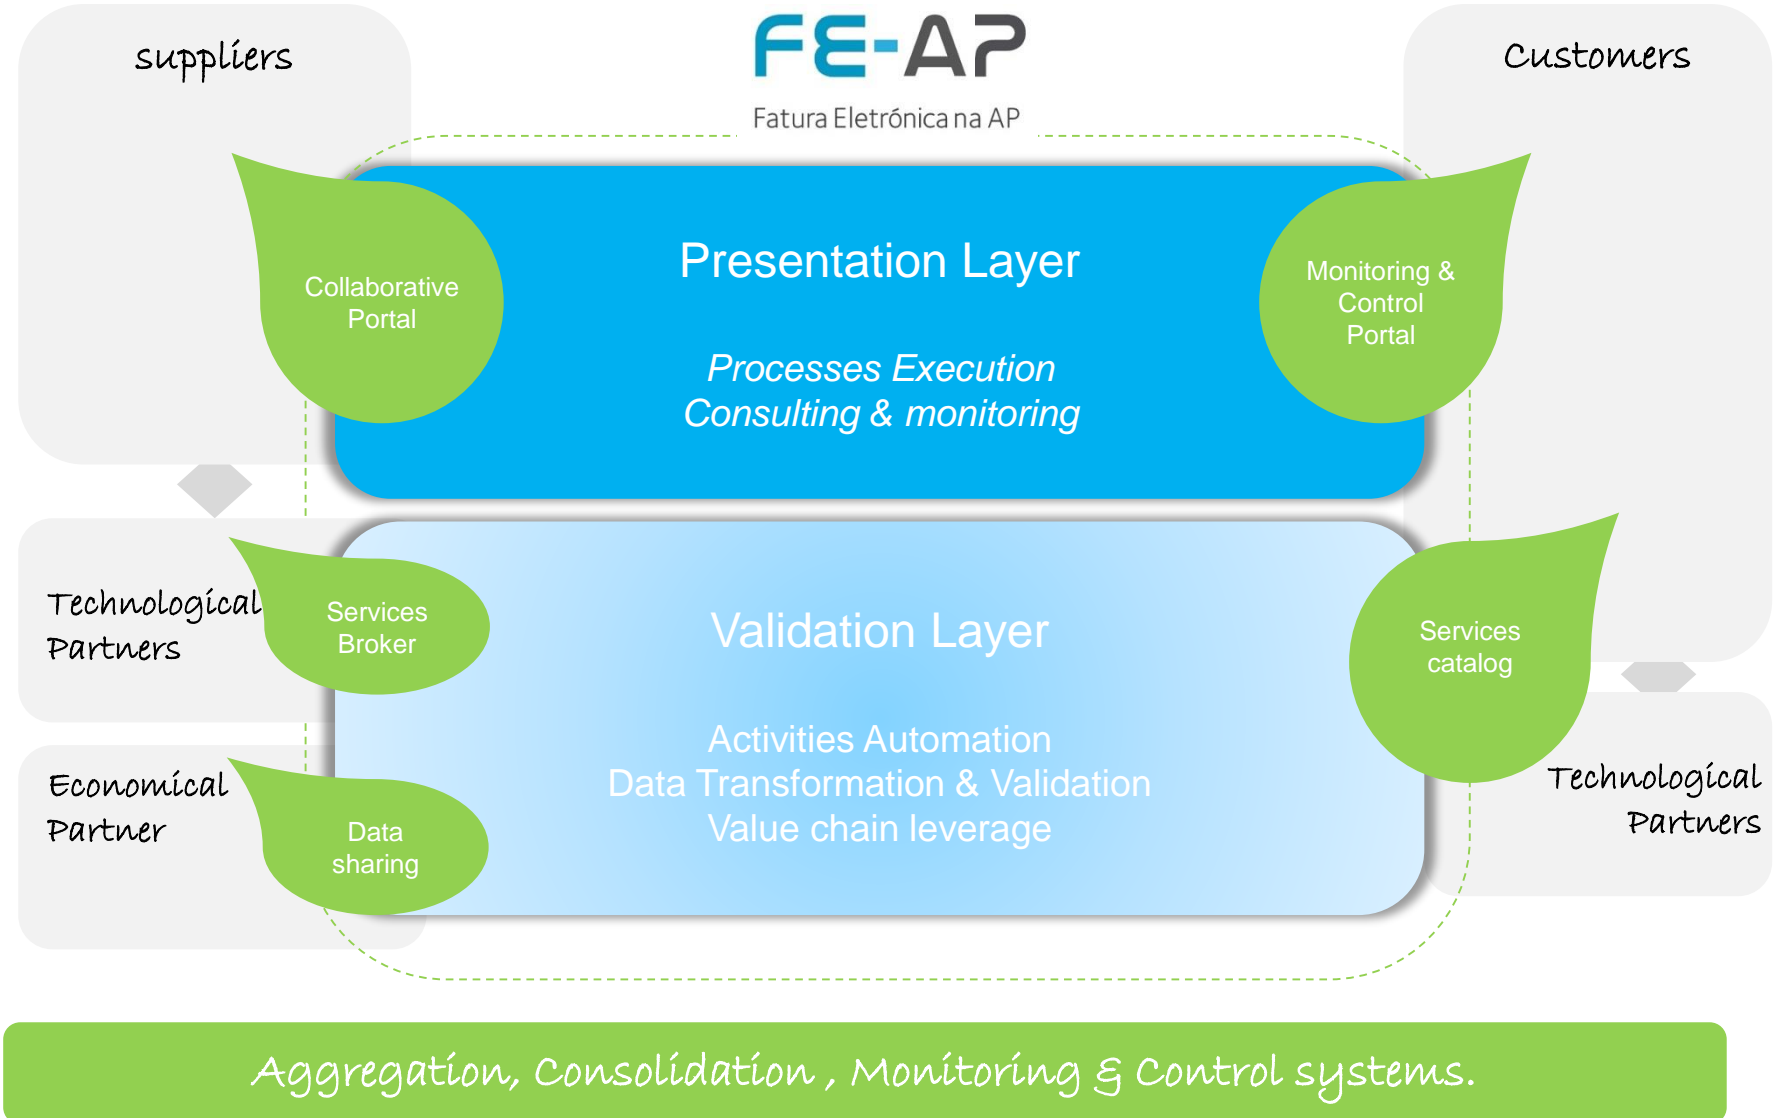 suppliers
FE-AP
Fatura Eletrónica na AP
Customers
Collaborative
Portal
Presentation Layer
Processes Execution
Consulting & monitoring
Monitoring &
Control
Portal
Technological
Partners
Services
Broker
Validation Layer
Activities Automation
Data Transformation & Validation
Value chain leverage
Services
catalog
Economical
Partner
Data
sharing
Technological
Partners
Aggregation, Consolidation , Monitoring & Control systems.